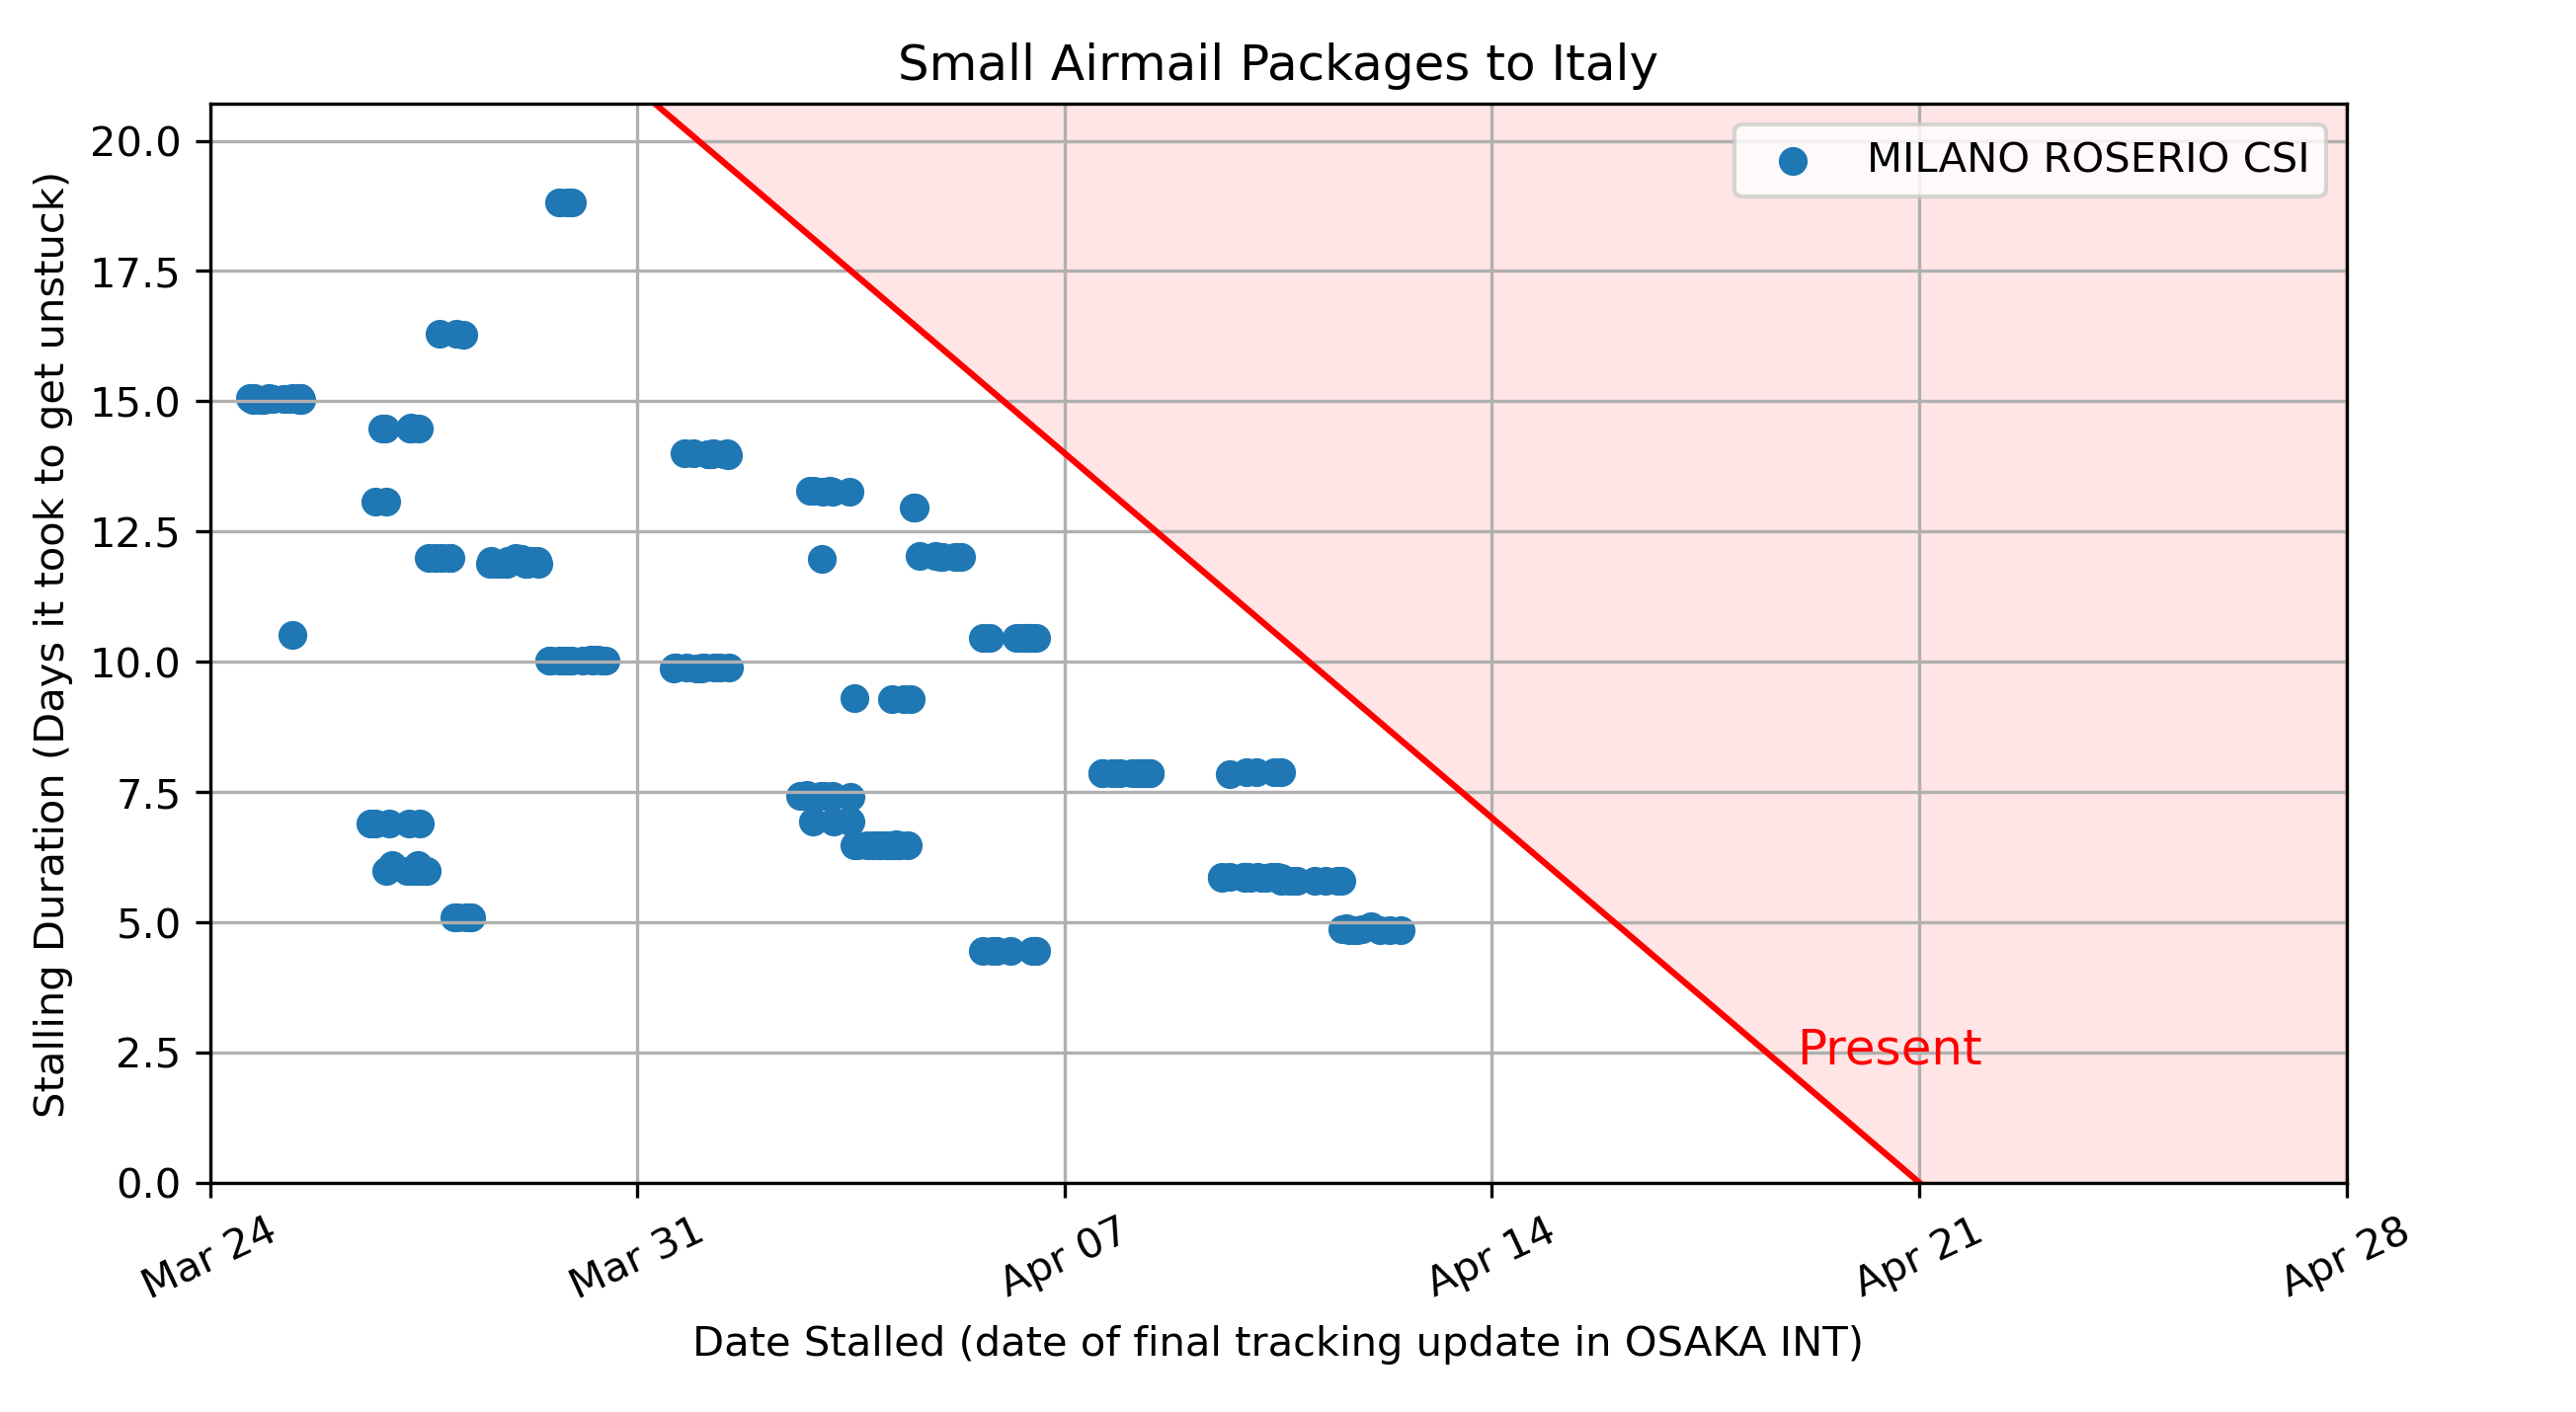 Small Airmail Packages to Italy
Stalling Duration (Days it took to get unstuck)
20.0
17.5
15.0
12.5
10.0
7.5
5.0
2.5
0.0
MILANO ROSERIO CSI
Present
Mar 24
Mar 31
Apr 07
Apr 14
Apr 21
Apr 28
Date Stalled (date of final tracking update in OSAKA INT)